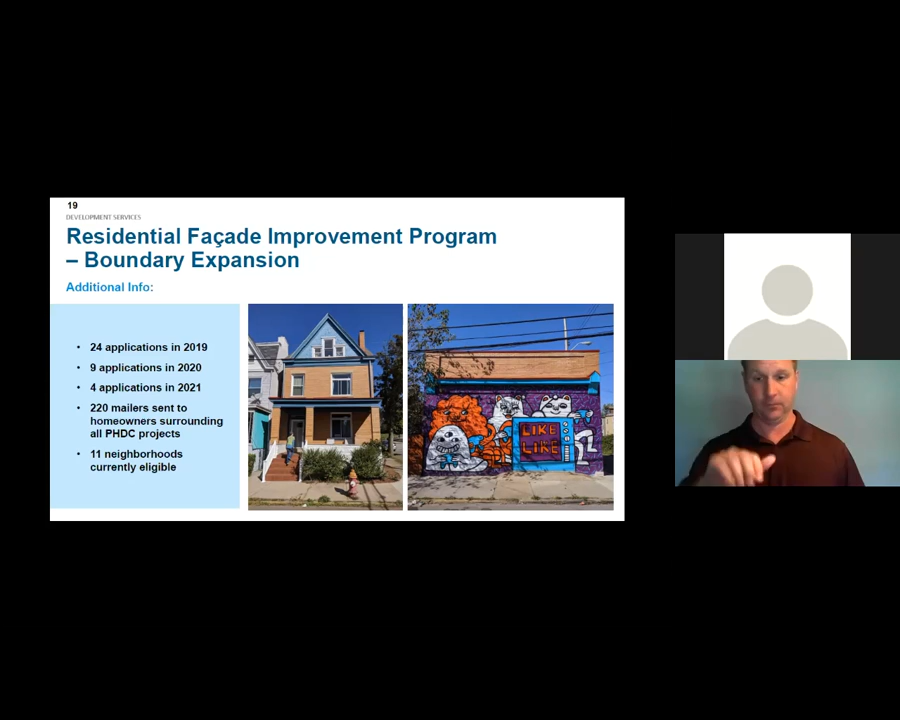 19
DEVELOPMENT SERVICES
Residential Façade Improvement Program
– Boundary Expansion
Additional Info:
• 24 applications in 2019
• 9 applications in 2020
• 4 applications in 2021
• 220 mailers sent to
homeowners surrounding
all PHDC projects
• 11 neighborhoods
currently eligible
LIKE
LIKE